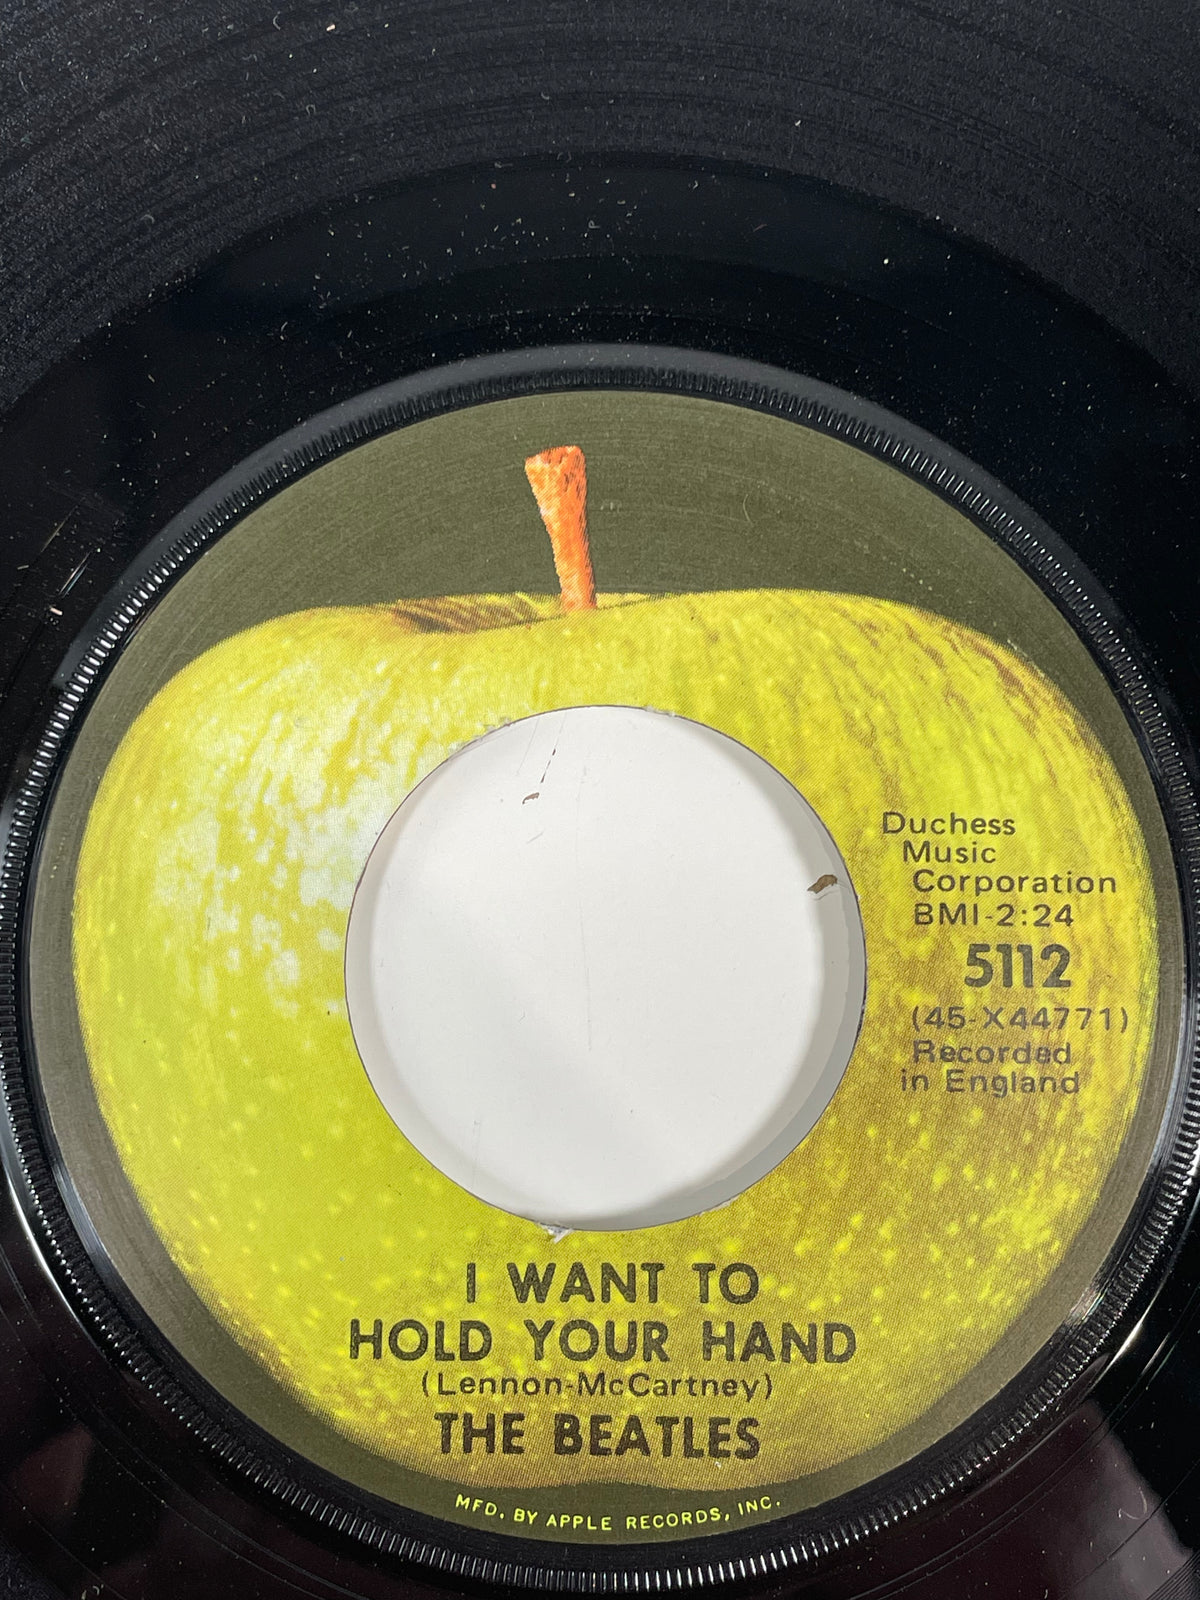 Duchess
Music
Corporation
BMI-2:24
5112
(45-X44771)
Recorded
in England
I WANT TO
HOLD YOUR HAND
(Lennon-McCartney)
THE BEATLES
MFD. BY APPLE RECORDS, INC.